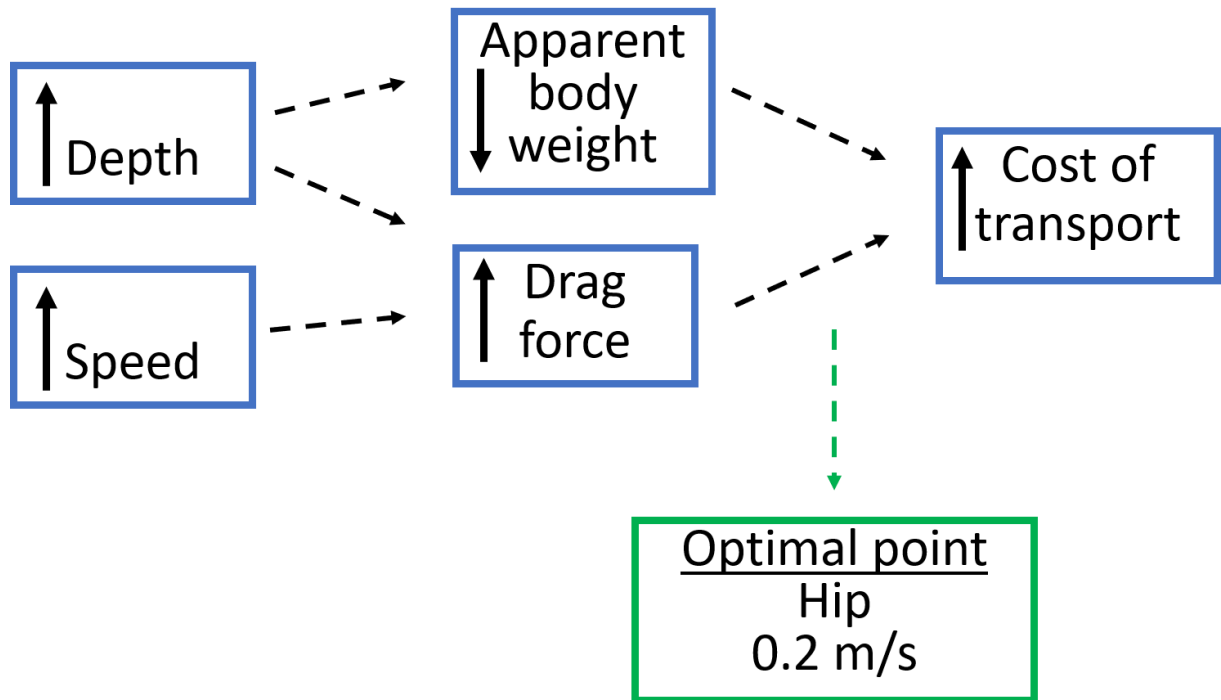 Depth
Speed
Apparent
body
weight
Drag
force
Cost of
transport
Optimal point
Hip
0.2 m/s